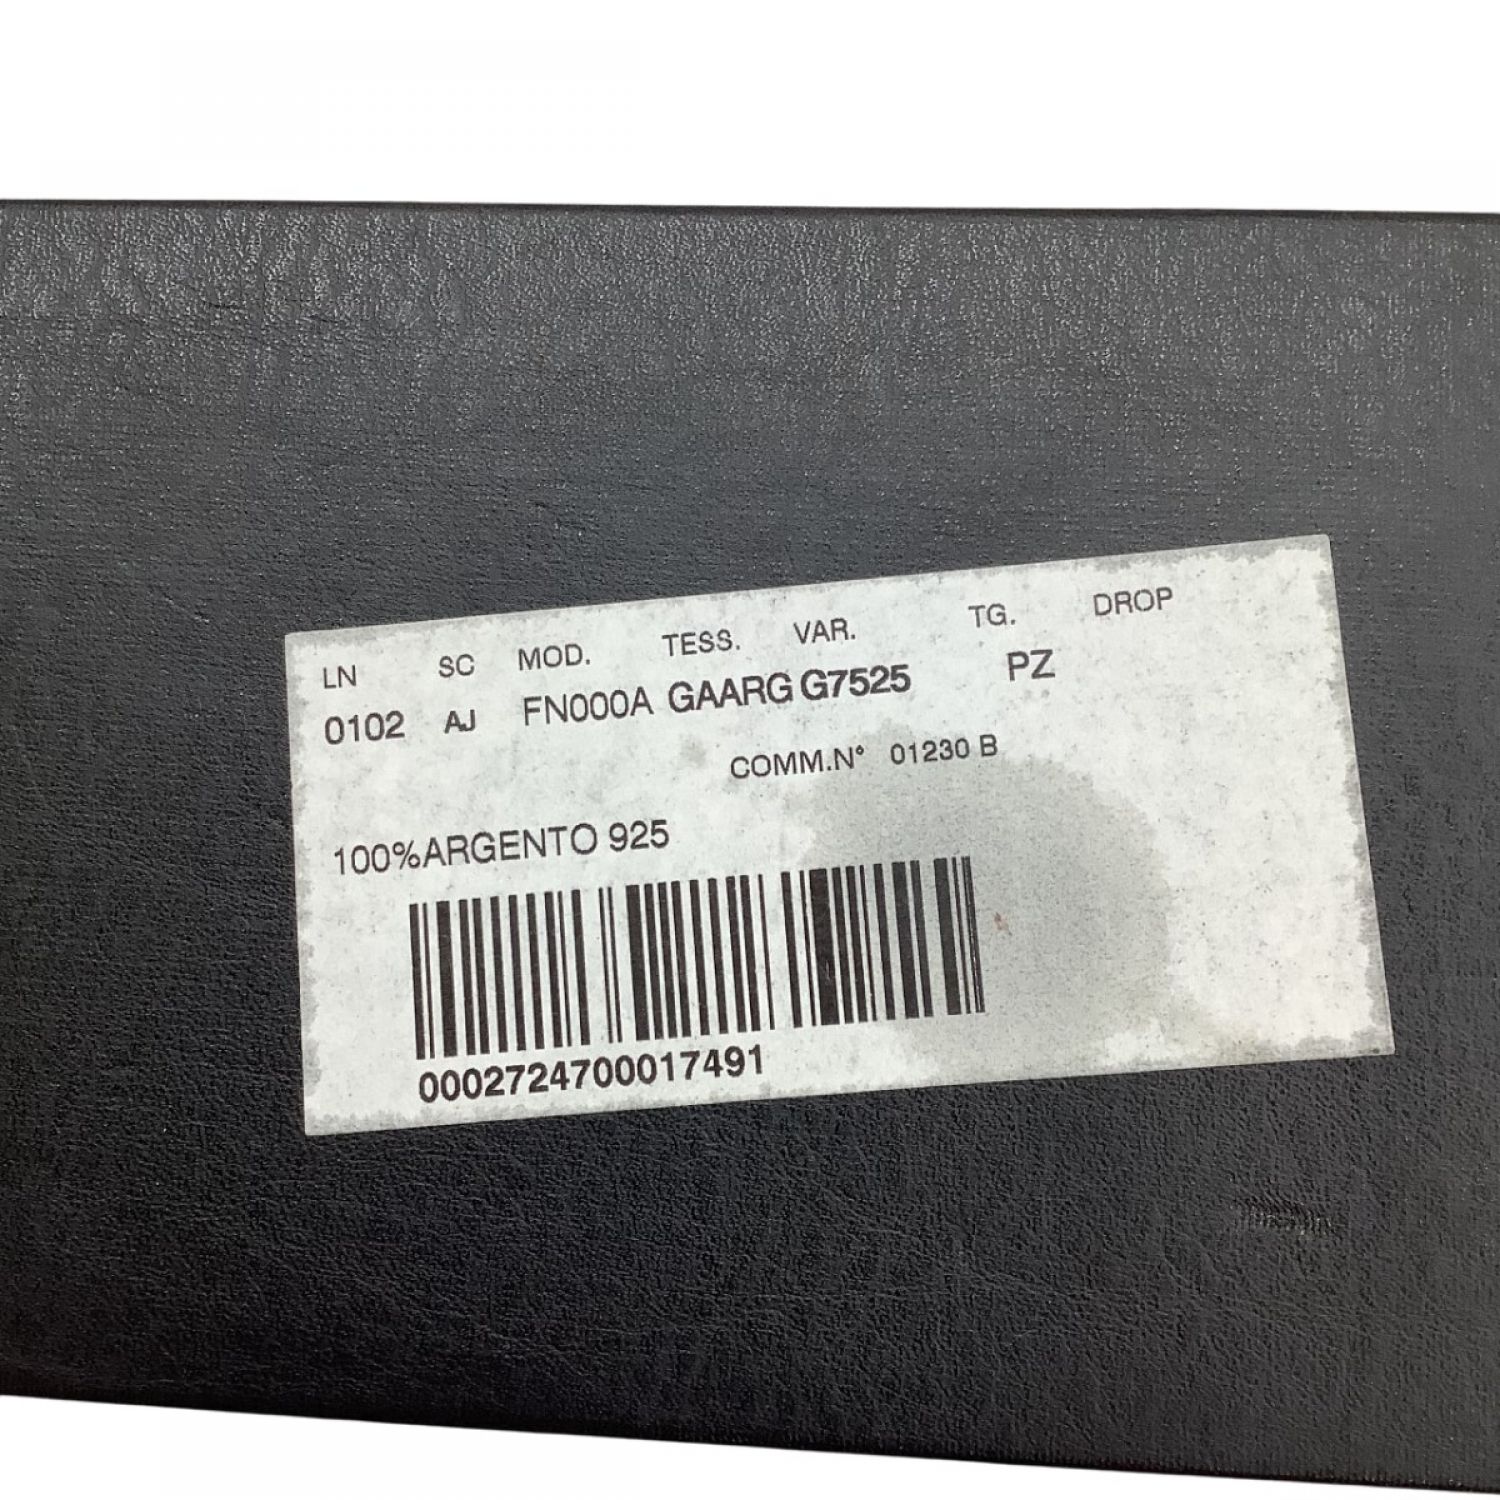 LN SC MOD. TESS. VAR. TG. DROP
0102 AJ FN000A GAARG G7525 PZ
COMM.N° 01230 B
100%ARGENTO 925
0002724700017491